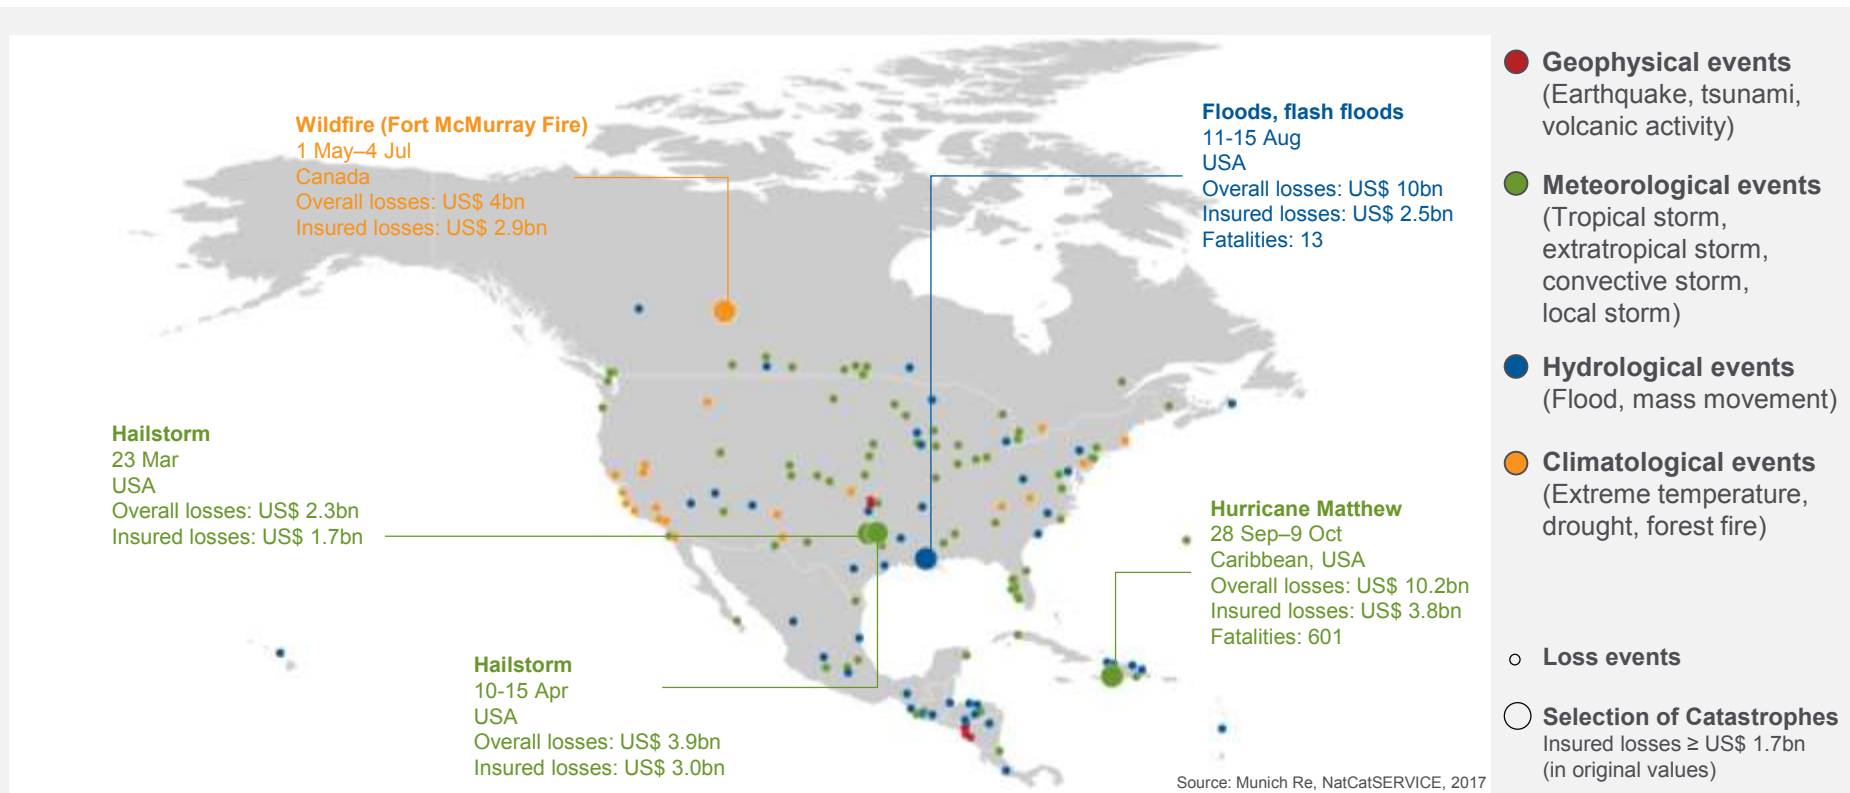 Wildfire (Fort McMurray Fire)
1 May–4 Jul
Canada
Overall losses: US$ 4bn
Insured losses: US$ 2.9bn
Floods, flash floods
11-15 Aug
USA
Overall losses: US$ 10bn
Insured losses: US$ 2.5bn
Fatalities: 13
Hailstorm
23 Mar
USA
Overall losses: US$ 2.3bn
Insured losses: US$ 1.7bn
Hurricane Matthew
28 Sep–9 Oct
Caribbean, USA
Overall losses: US$ 10.2bn
Insured losses: US$ 3.8bn
Fatalities: 601
Hailstorm
10-15 Apr
USA
Overall losses: US$ 3.9bn
Insured losses: US$ 3.0bn
Source: Munich Re, NatCatSERVICE, 2017
Geophysical events
(Earthquake, tsunami,
volcanic activity)
Meteorological events
(Tropical storm,
extratropical storm,
convective storm,
local storm)
Hydrological events
(Flood, mass movement)
Climatological events
(Extreme temperature,
drought, forest fire)
Loss events
Selection of Catastrophes
Insured losses ≥ US$ 1.7bn
(in original values)